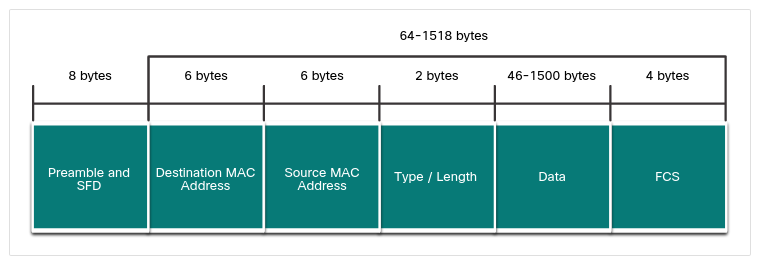 64-1518 bytes
8 bytes
6 bytes
6 bytes
2 bytes
46-1500 bytes
4 bytes
Preamble and
SFD
Destination MAC
Address
Source MAC
Address
Type / Length
Data
FCS